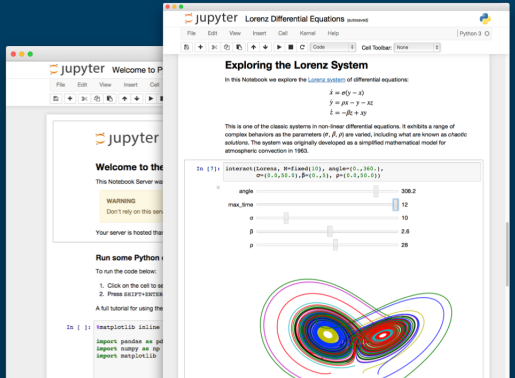 jupyter Lorenz Differential Equations (autosaved)
File Edit View Insert Cell Kernel Help
Python 3
Code
Cell Toolbar: None
Exploring the Lorenz System
In this Notebook we explore the Lorenz system of differential equations:
ẋ = σ(y − x)
ẏ = ρx − y − xz
ż = −βz + xy
This is one of the classic systems in non-linear differential equations. It exhibits a range of
complex behaviors as the parameters (σ, β, ρ) are varied, including what are known as chaotic
solutions. The system was originally developed as a simplified mathematical model for
atmospheric convection in 1963.
In [7]: interact(Lorenz, N=fixed(10), angle=(0.,360.),
σ=(0.0,50.0),β=(0.,5), ρ=(0.0,50.0))
angle 308.2
max_time 12
σ 10
β 2.6
ρ 28
jupyter Welcome to P
File Edit View Insert Cell
jupyter
Welcome to the
This Notebook Server was
WARNING
Don't rely on this serv
Your server is hosted than
Run some Python
To run the code below:
1. Click on the cell to se
2. Press SHIFT+ENTER
A full tutorial for using the
In [ ]: %matplotlib inline
import pandas as pd
import numpy as np
import matplotlib